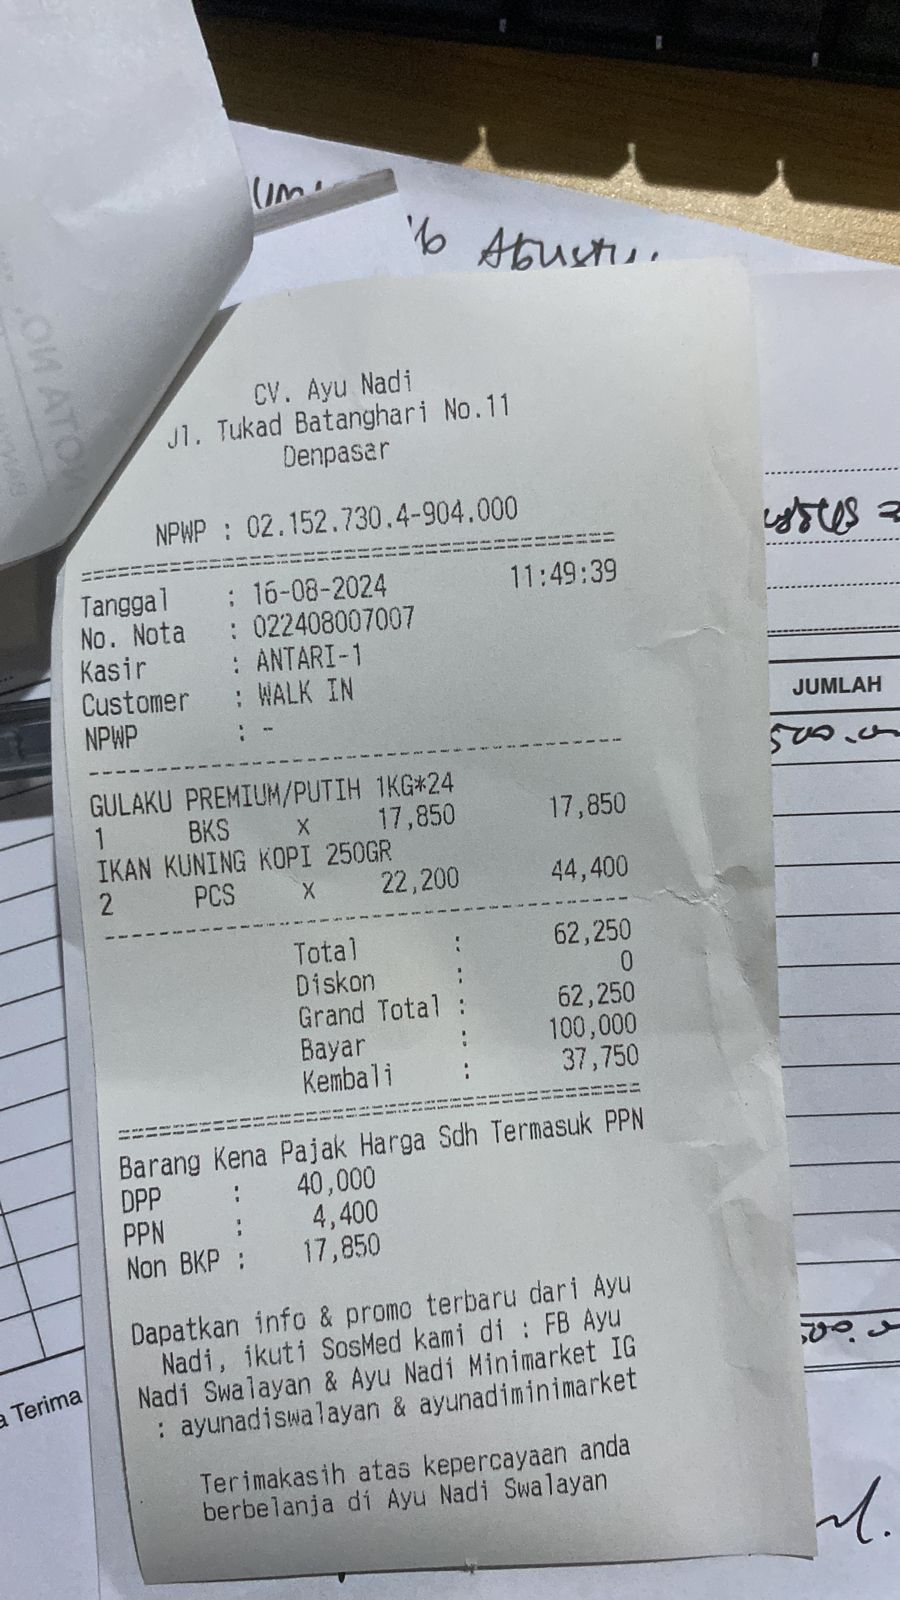 CV. Ayu Nadi
Jl. Tukad Batanghari No.11
Denpasar
NPWP : 02.152.730.4-904.000
Tanggal : 16-08-2024 11:49:39
No. Nota : 022408007007
Kasir : ANTARI-1
Customer : WALK IN
NPWP : -
GULAKU PREMIUM/PUTIH 1KG*24
1 BKS X 17,850 17,850
IKAN KUNING KOPI 250GR
2 PCS X 22,200 44,400
Total : 62,250
Diskon : 0
Grand Total : 62,250
Bayar : 100,000
Kembali : 37,750
Barang Kena Pajak Harga Sdh Termasuk PPN
DPP : 40,000
PPN : 4,400
Non BKP : 17,850
Dapatkan info & promo terbaru dari Ayu
Nadi, ikuti SosMed kami di : FB Ayu
Nadi Swalayan & Ayu Nadi Minimarket IG
: ayunadiswalayan & ayunadiminimarket
Terimakasih atas kepercayaan anda
berbelanja di Ayu Nadi Swalayan
JUMLAH
Terima
NOTA NO.